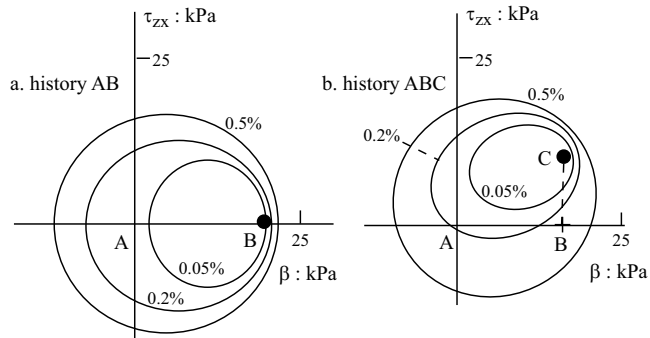 τzx : kPa
25
a. history AB
0.5%
A
B
0.05%
0.2%
25
β : kPa
τzx : kPa
25
b. history ABC
0.5%
0.2%
C
0.05%
A
B
25
β : kPa